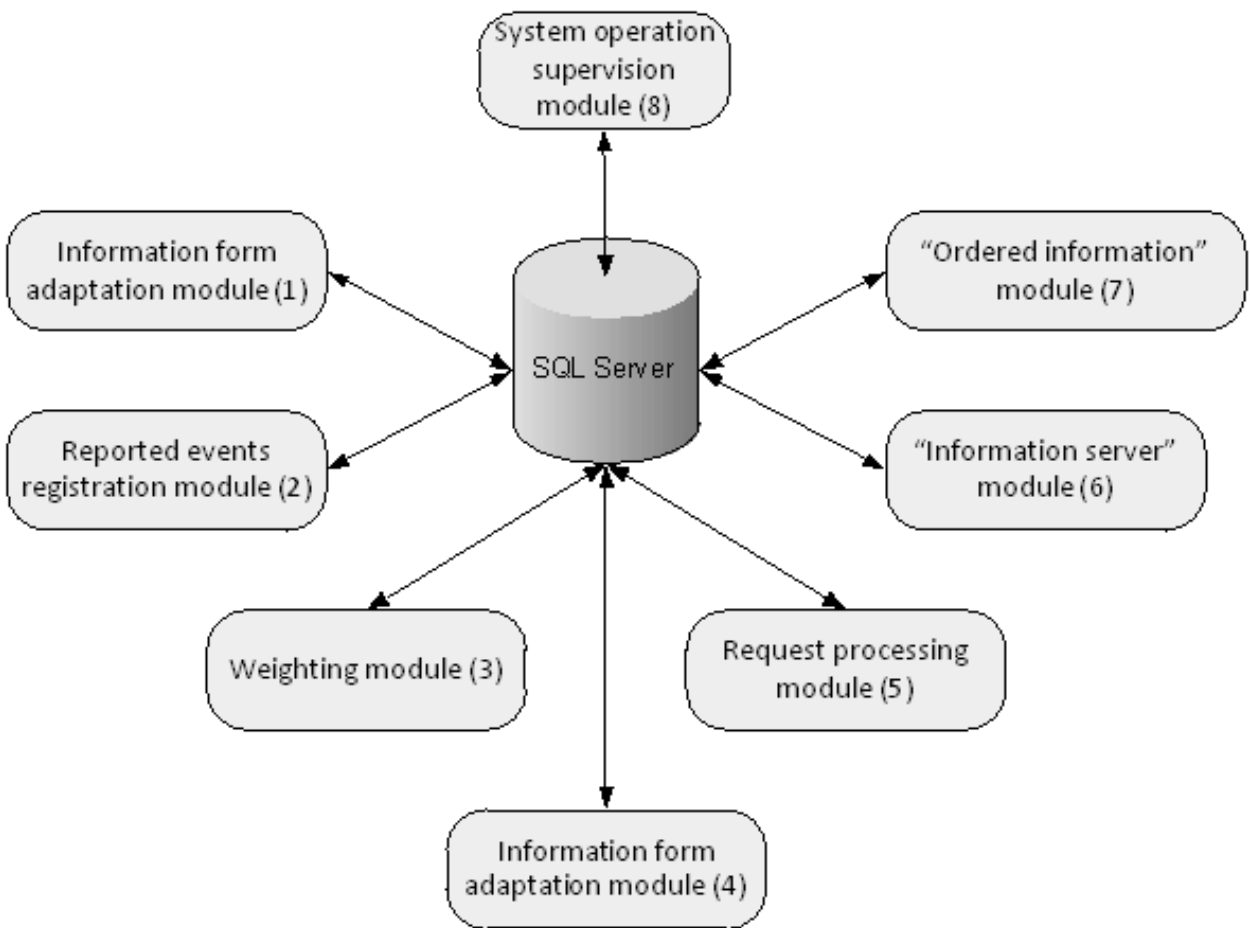 System operation
supervision
module (8)
Information form
adaptation module (1)
“Ordered information”
module (7)
SQL Server
Reported events
registration module (2)
“Information server”
module (6)
Weighting module (3)
Request processing
module (5)
Information form
adaptation module (4)